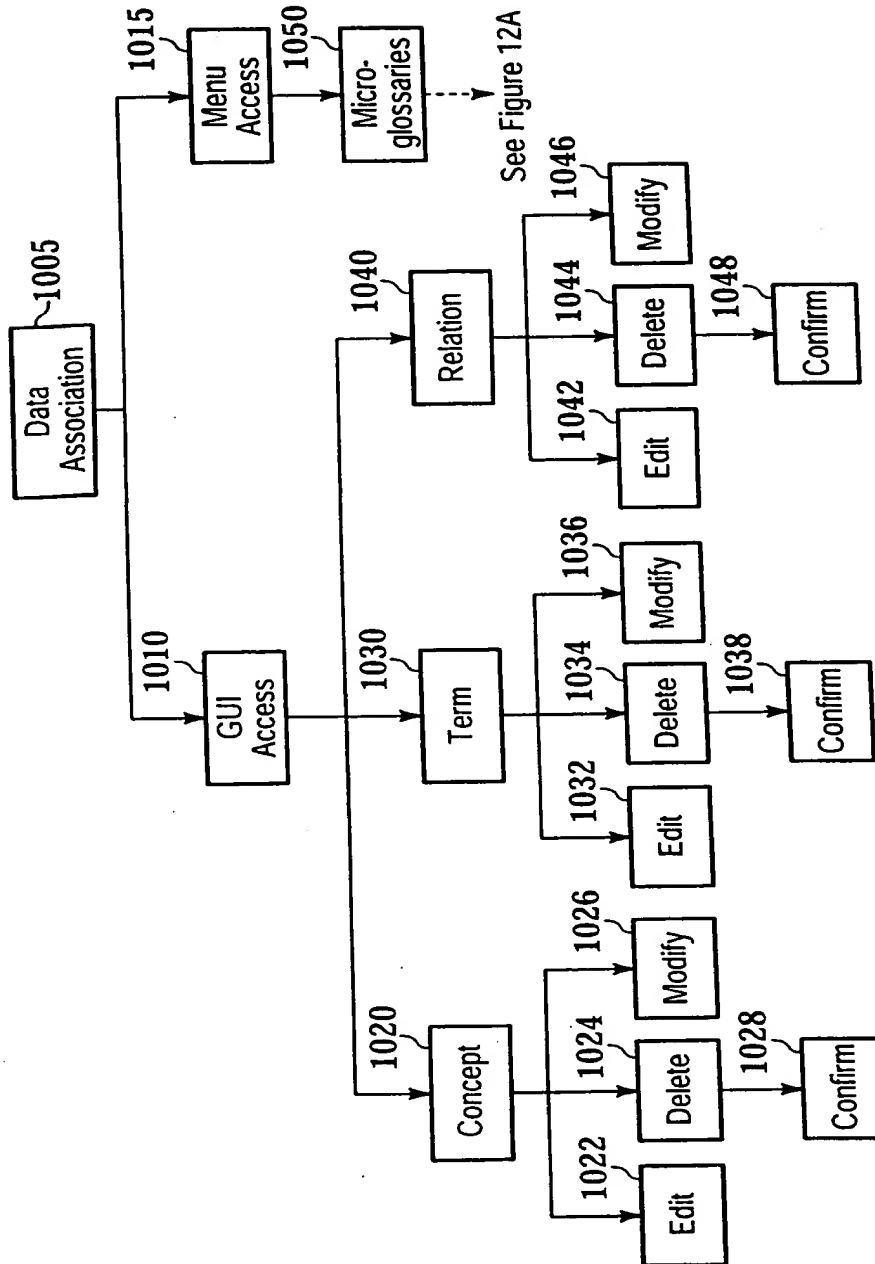 1005
Data
Association
1010
GUI
Access
1015
Menu
Access
1050
Micro-
glossaries
See Figure 12A
1020
Concept
1030
Term
1040
Relation
1022
Edit
1024
Delete
1026
Modify
1028
Confirm
1032
Edit
1034
Delete
1036
Modify
1038
Confirm
1042
Edit
1044
Delete
1046
Modify
1048
Confirm